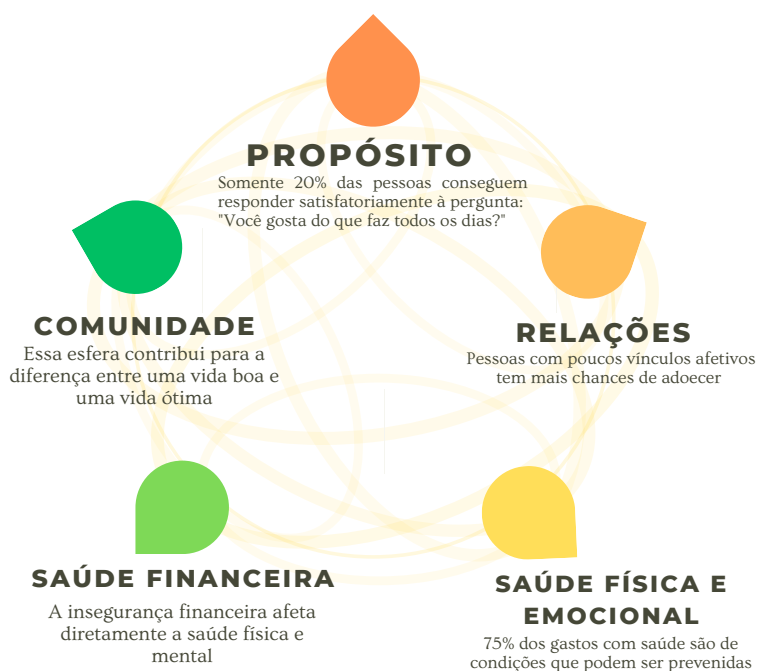 PROPÓSITO
Somente 20% das pessoas conseguem
responder satisfatoriamente à pergunta:
"Você gosta do que faz todos os dias?"
COMUNIDADE
Essa esfera contribui para a
diferença entre uma vida boa e
uma vida ótima
RELAÇÕES
Pessoas com poucos vínculos afetivos
tem mais chances de adoecer
SAÚDE FINANCEIRA
A insegurança financeira afeta
diretamente a saúde física e
mental
SAÚDE FÍSICA E
EMOCIONAL
75% dos gastos com saúde são de
condições que podem ser prevenidas